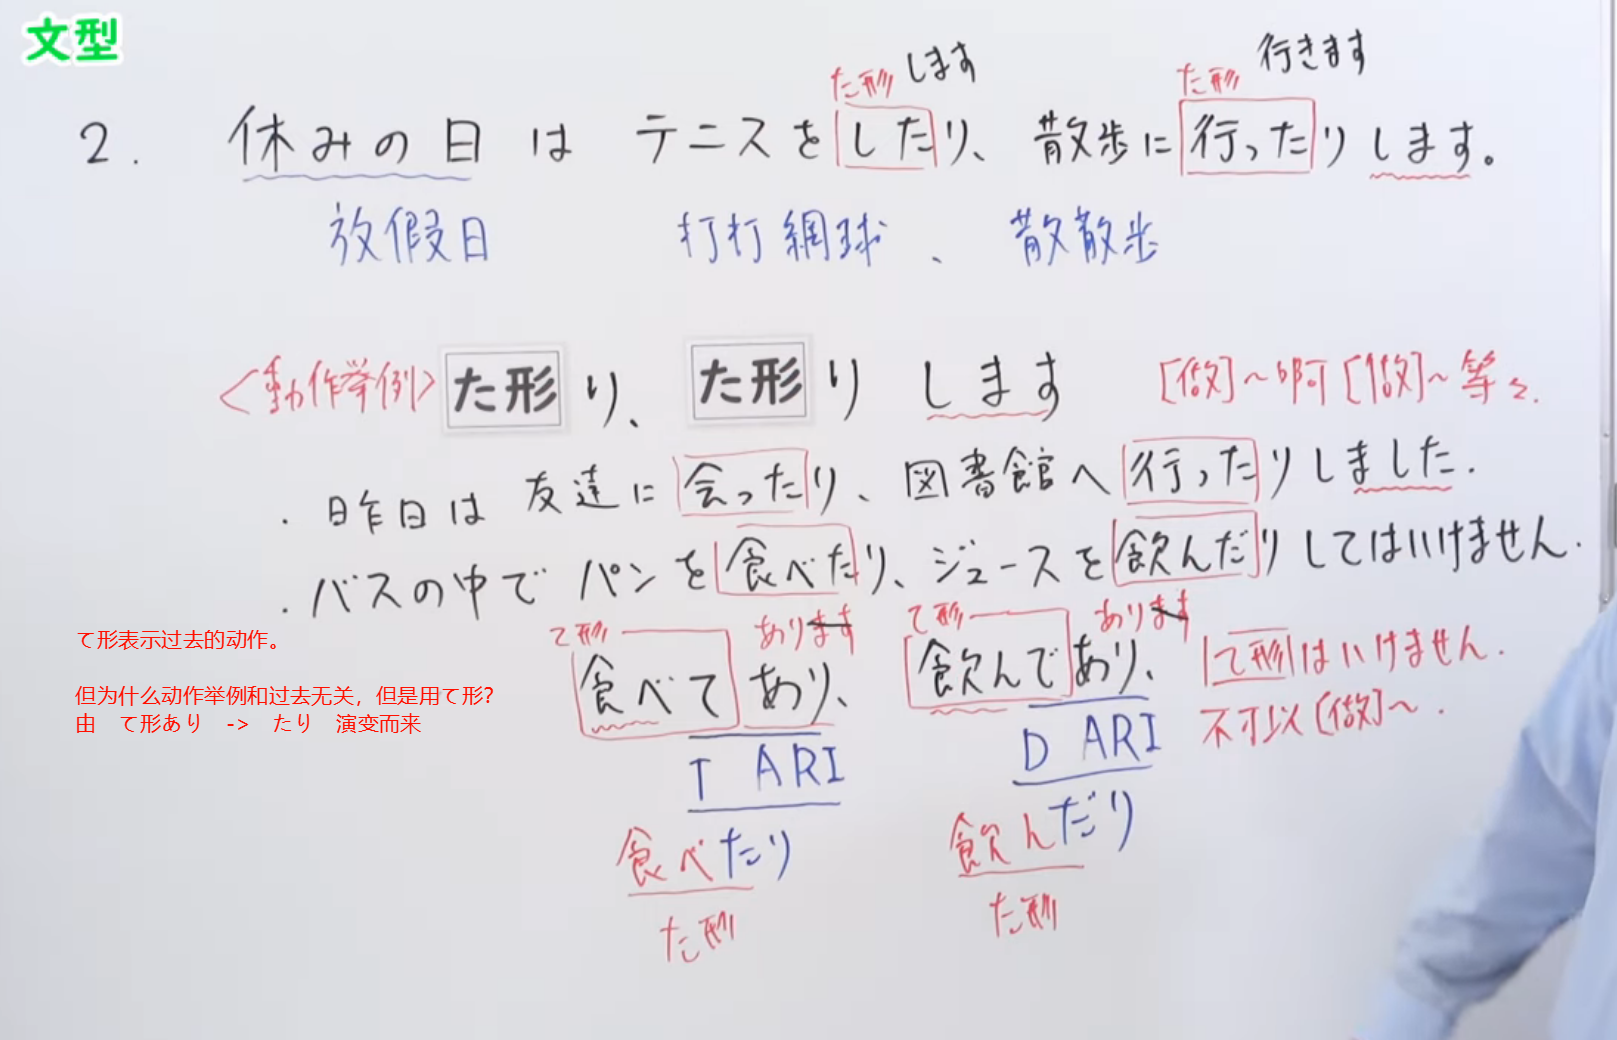 文型
た形 します た形 行きます
2. 休みの日は テニスをしたり、散歩に行ったりします。
放假日 打打網球、散散步
<動作举例> た形 り、 た形 り します [做]~啊[做]~等々.
・昨日は 友達に会ったり、図書館へ行ったりしました.
・バスの中で パンを食べたり、ジュースを飲んだりしてはいけません.
て形 あります て形 あります
食べて あり、 飲んで あり、 て形はいけません.
て形表示过去的动作。
不可以[做]~.
但为什么动作举例和过去无关，但是用て形?
由 て形あり -> たり 演变而来
T ARI D ARI
食べたり 飲んだり
た形 た形